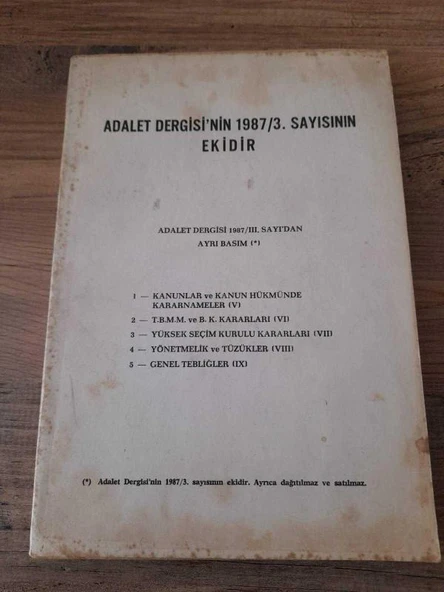 ADALET DERGİSİ'NİN 1987/3. SAYISININ
EKİDİR
ADALET DERGİSİ 1987/III. SAYI'DAN
AYRI BASIM (*)
1 — KANUNLAR ve KANUN HÜKMÜNDE
KARARNAMELER (V)
2 — T.B.M.M. ve B. K. KARARLARI (VI)
3 — YÜKSEK SEÇİM KURULU KARARLARI (VII)
4 — YÖNETMELİK ve TÜZÜKLER (VIII)
5 — GENEL TEBLİĞLER (IX)
(*) Adalet Dergisi'nin 1987/3. sayısının ekidir. Ayrıca dağıtılmaz ve satılmaz.